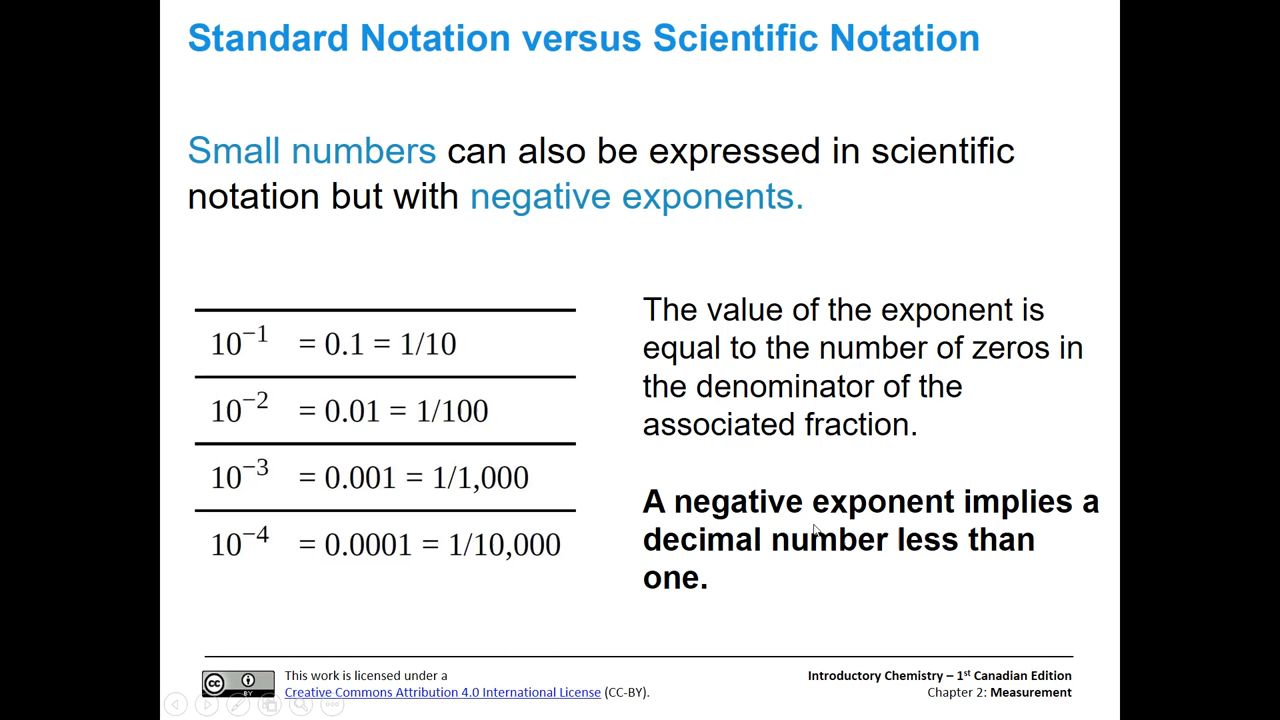 Standard Notation versus Scientific Notation
Small numbers can also be expressed in scientific
notation but with negative exponents.
10⁻¹ = 0.1 = 1/10
10⁻² = 0.01 = 1/100
10⁻³ = 0.001 = 1/1,000
10⁻⁴ = 0.0001 = 1/10,000
The value of the exponent is
equal to the number of zeros in
the denominator of the
associated fraction.
A negative exponent implies a
decimal number less than
one.
cc BY
This work is licensed under a
Creative Commons Attribution 4.0 International License (CC-BY).
Introductory Chemistry – 1st Canadian Edition
Chapter 2: Measurement